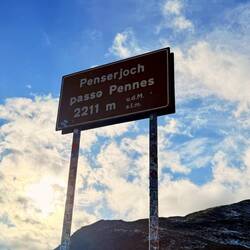 Penserjoch
passo Pennes
2211 m ü.d.M.
s.l.m.